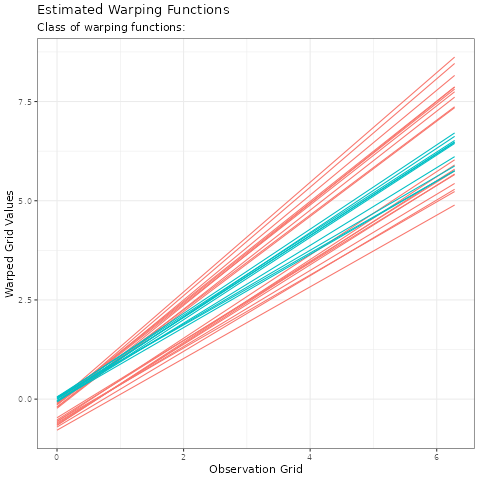 Estimated Warping Functions
Class of warping functions:
Warped Grid Values
7.5
5.0
2.5
0.0
0 2 4 6
Observation Grid